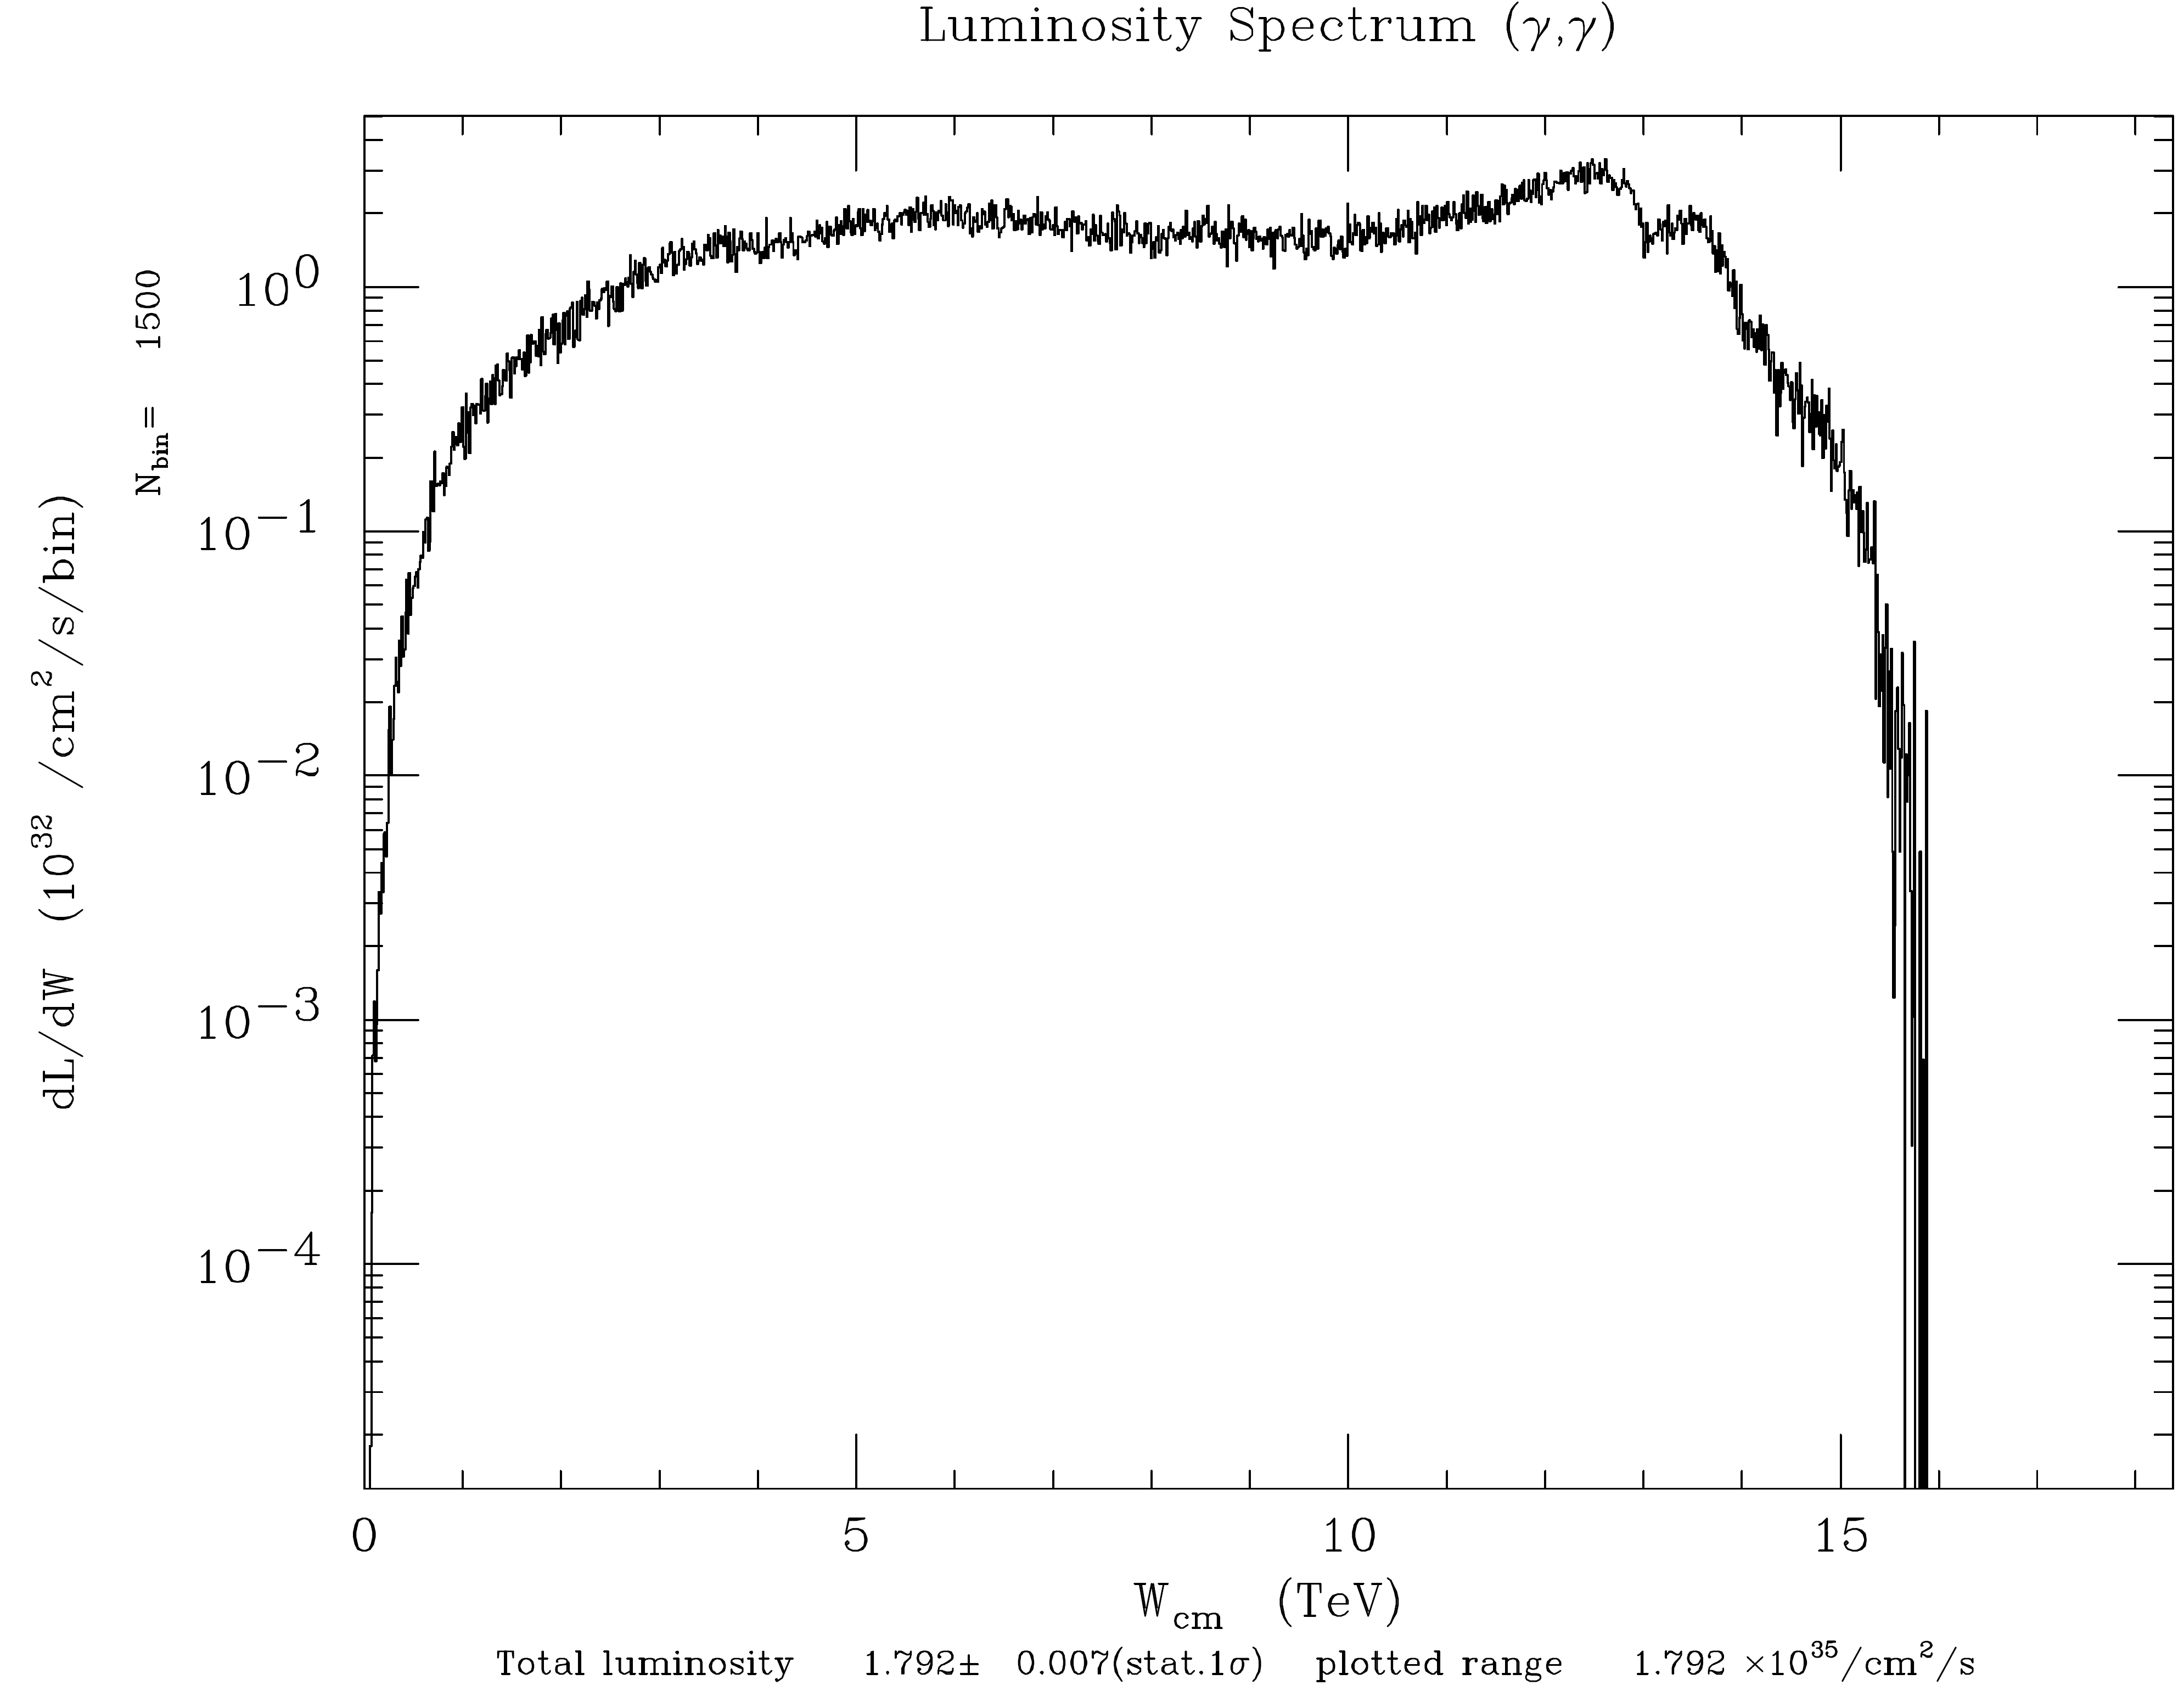 Luminosity Spectrum (γ,γ)
dL/dW (10³² /cm²/s/bin)
N_bin= 1500
10⁰
10⁻¹
10⁻²
10⁻³
10⁻⁴
0 5 10 15
W_cm (TeV)
Total luminosity 1.792± 0.007(stat.1σ) plotted range 1.792 ×10³⁵/cm²/s